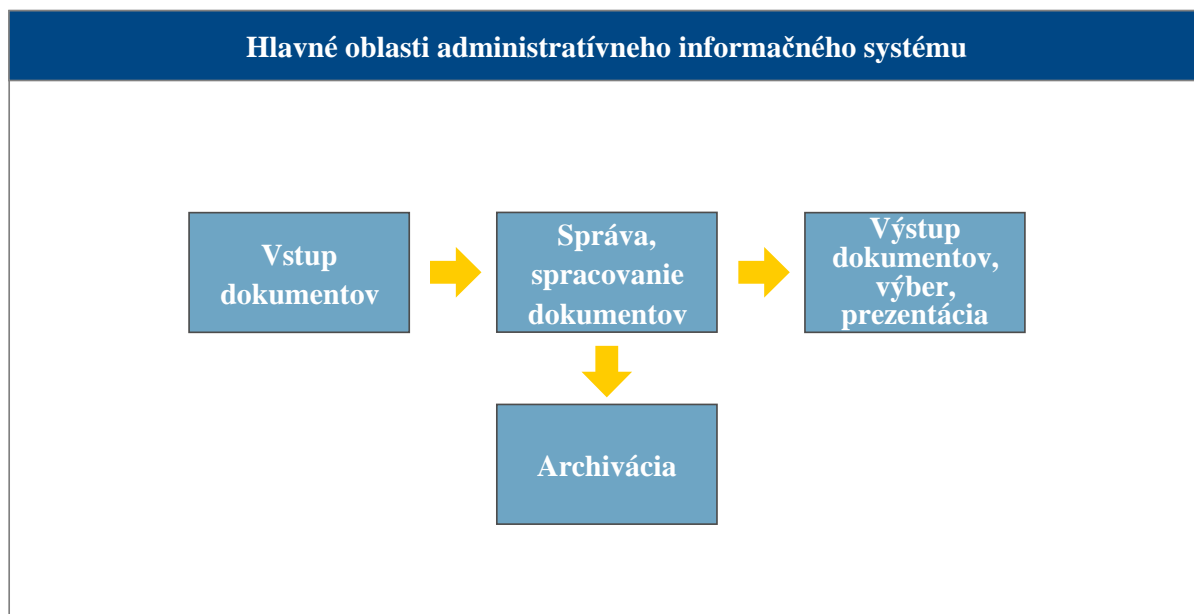 Hlavné oblasti administratívneho informačného systému
Vstup
dokumentov
Správa,
spracovanie
dokumentov
Výstup
dokumentov,
výber,
prezentácia
Archivácia